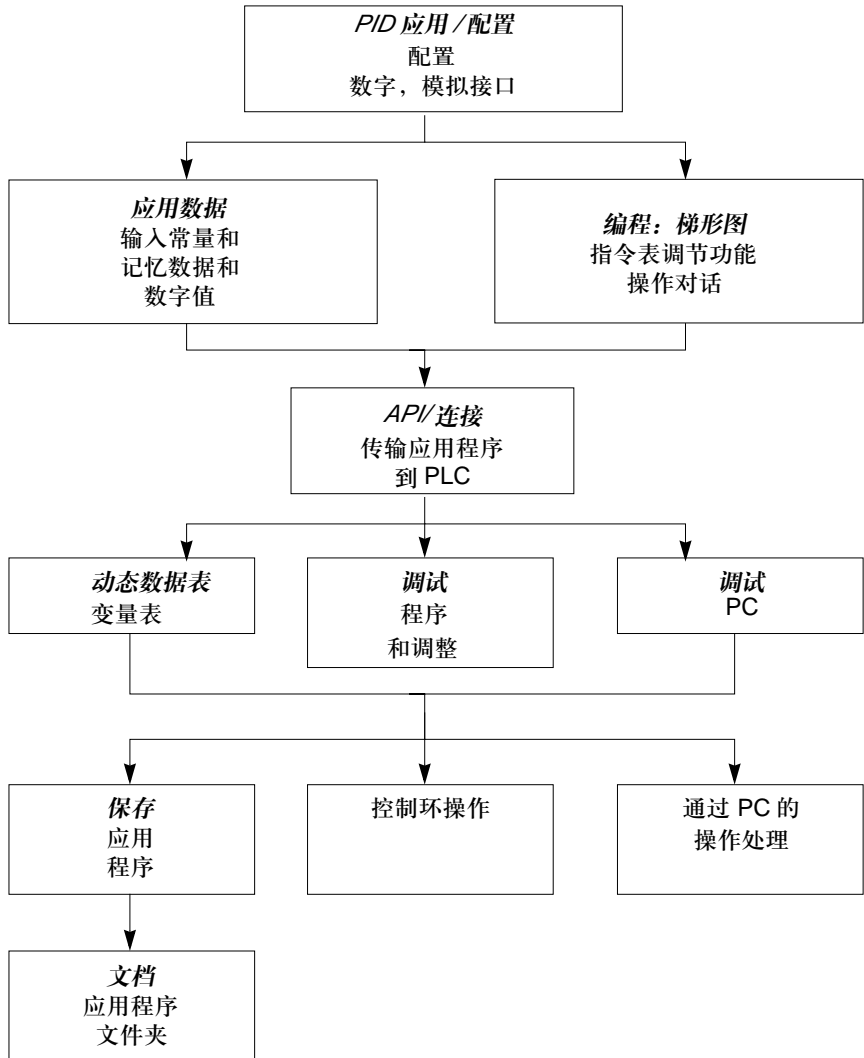 PID 应用 / 配置
配置
数字，模拟接口
应用数据
输入常量和
记忆数据和
数字值
编程：梯形图
指令表调节功能
操作对话
API/ 连接
传输应用程序
到 PLC
动态数据表
变量表
调试
程序
和调整
调试
PC
保存
应用
程序
控制环操作
通过 PC 的
操作处理
文档
应用程序
文件夹